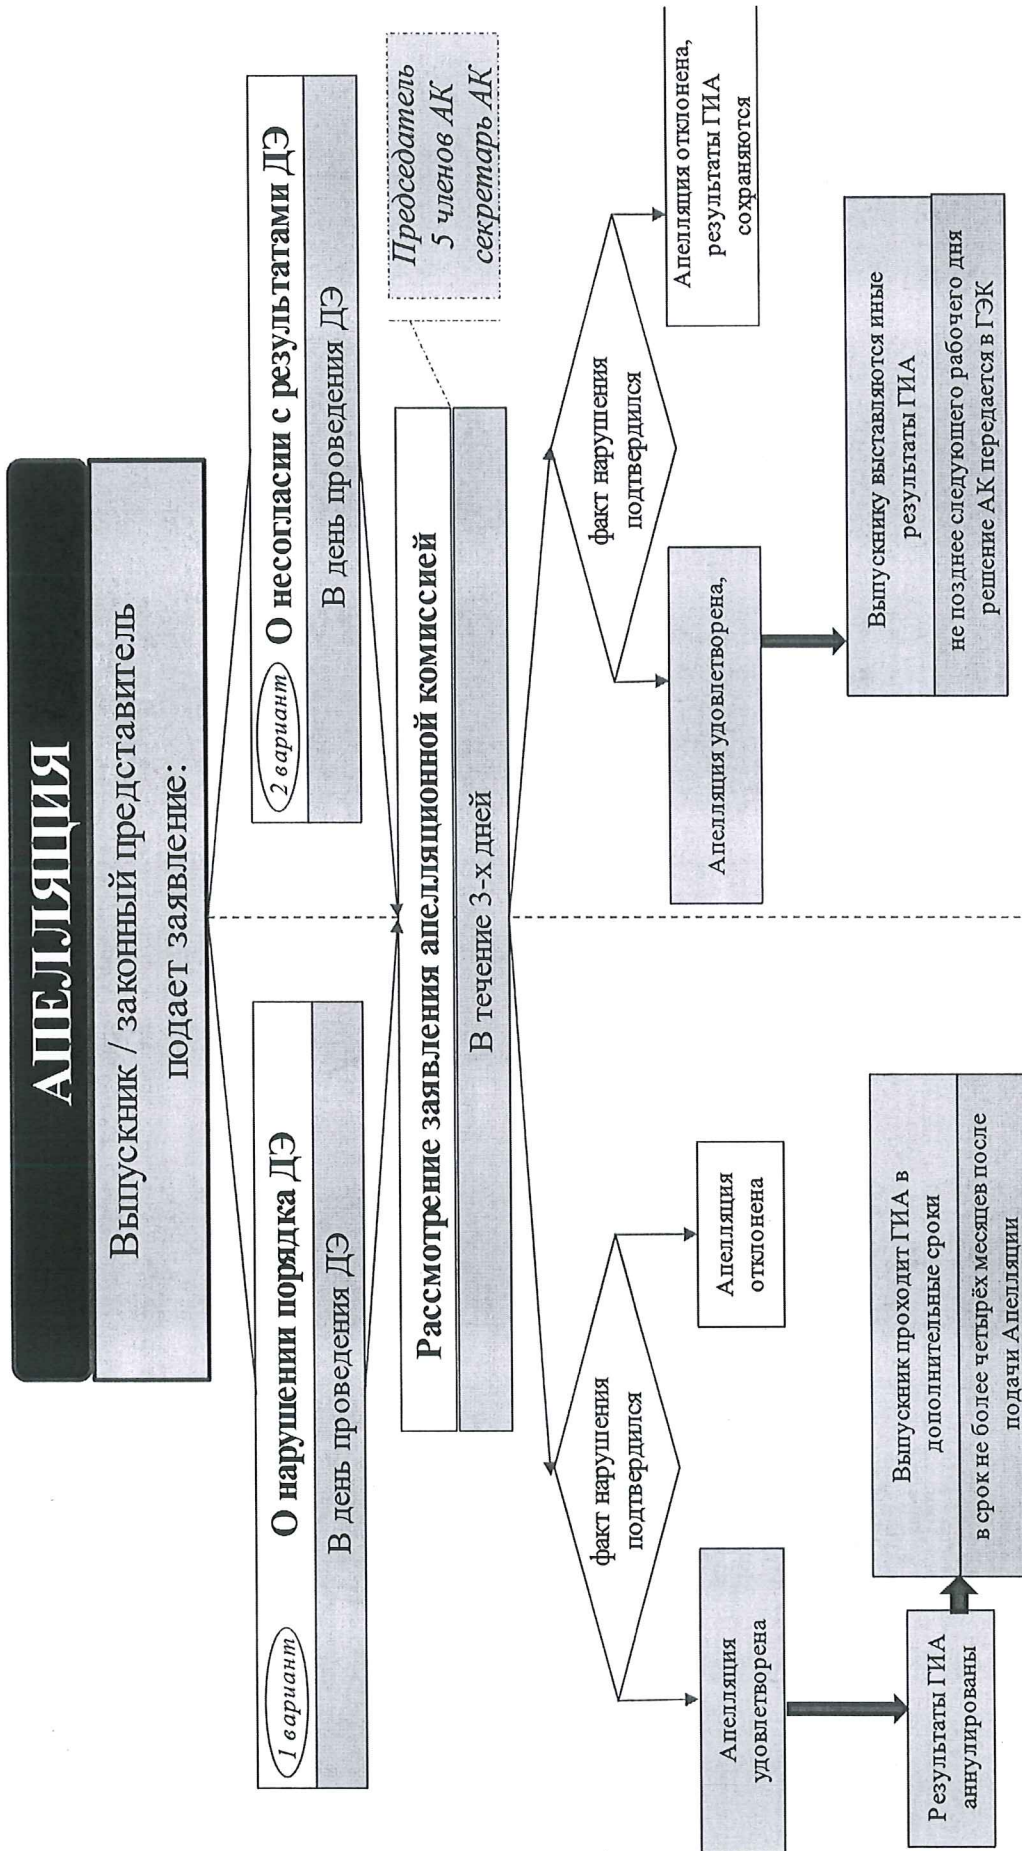 АПЕЛЛЯЦИЯ
Выпускник / законный представитель
подает заявление:
1 вариант
О нарушении порядка ДЭ
В день проведения ДЭ
2 вариант
О несогласии с результатами ДЭ
В день проведения ДЭ
Рассмотрение заявления апелляционной комиссией
В течение 3-х дней
Председатель
5 членов АК
секретарь АК
факт нарушения
подтвердился
Апелляция
удовлетворена
Апелляция
отклонена
Результаты ГИА
аннулированы
Выпускник проходит ГИА в
дополнительные сроки
в срок не более четырёх месяцев после
подачи Апелляции
факт нарушения
подтвердился
Апелляция удовлетворена,
Апелляция отклонена,
результаты ГИА
сохраняются
Выпускнику выставляются иные
результаты ГИА
не позднее следующего рабочего дня
решение АК передается в ГЭК